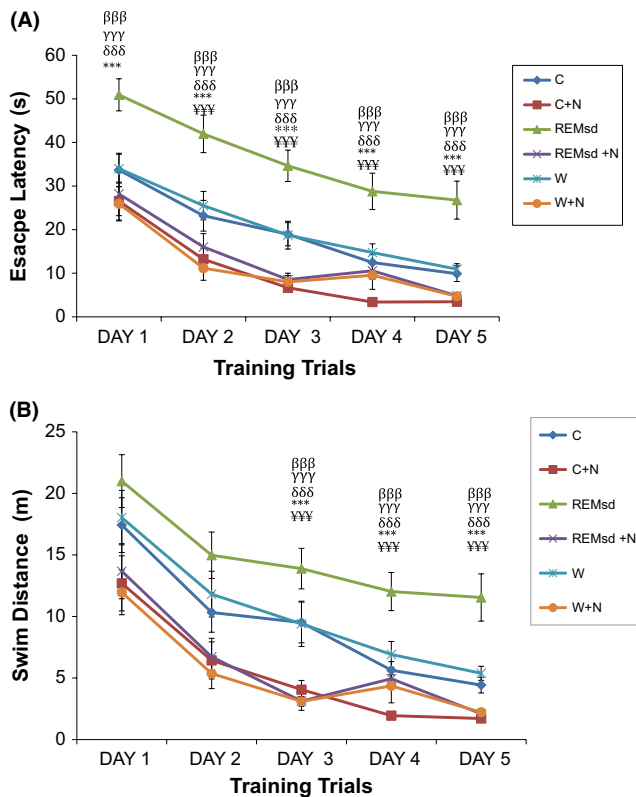 (A)
βββ
γγγ
δδδ
***
βββ
γγγ
δδδ
***
¥¥¥
βββ
γγγ
δδδ
***
¥¥¥
βββ
γγγ
δδδ
***
¥¥¥
βββ
γγγ
δδδ
***
¥¥¥
60
50
40
30
20
10
0
Esacpe Latency (s)
DAY 1 DAY 2 DAY 3 DAY 4 DAY 5
Training Trials
C
C+N
REMsd
REMsd +N
W
W+N
(B)
βββ
γγγ
δδδ
***
¥¥¥
βββ
γγγ
δδδ
***
¥¥¥
βββ
γγγ
δδδ
***
¥¥¥
25
20
15
10
5
0
Swim Distance (m)
DAY 1 DAY 2 DAY 3 DAY 4 DAY 5
Training Trials
C
C+N
REMsd
REMsd +N
W
W+N